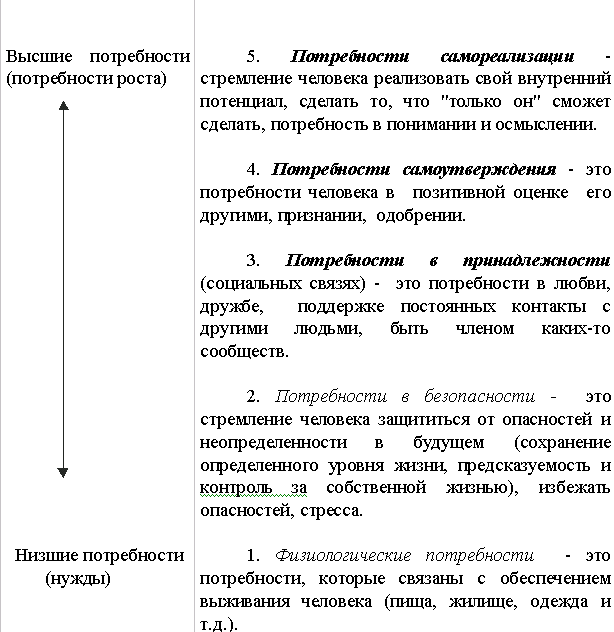 Высшие потребности
(потребности роста)
5. Потребности самореализации -
стремление человека реализовать свой внутренний
потенциал, сделать то, что "только он" сможет
сделать, потребность в понимании и осмыслении.
4. Потребности самоутверждения - это
потребности человека в позитивной оценке его
другими, признании, одобрении.
3. Потребности в принадлежности
(социальных связях) - это потребности в любви,
дружбе, поддержке постоянных контакты с
другими людьми, быть членом каких-то
сообществ.
2. Потребности в безопасности - это
стремление человека защититься от опасностей и
неопределенности в будущем (сохранение
определенного уровня жизни, предсказуемость и
контроль за собственной жизнью), избежать
опасностей, стресса.
Низшие потребности
(нужды)
1. Физиологические потребности - это
потребности, которые связаны с обеспечением
выживания человека (пища, жилище, одежда и
т.д.).